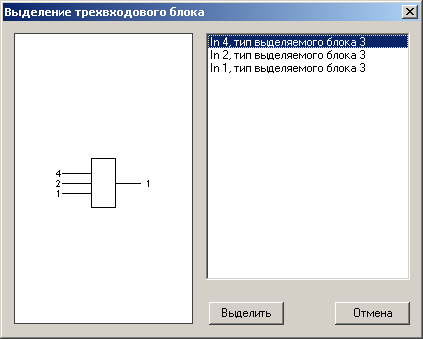 Выделение трехвходового блока
In 4, тип выделяемого блока 3
In 2, тип выделяемого блока 3
In 1, тип выделяемого блока 3
4
2
1
1
Выделить
Отмена